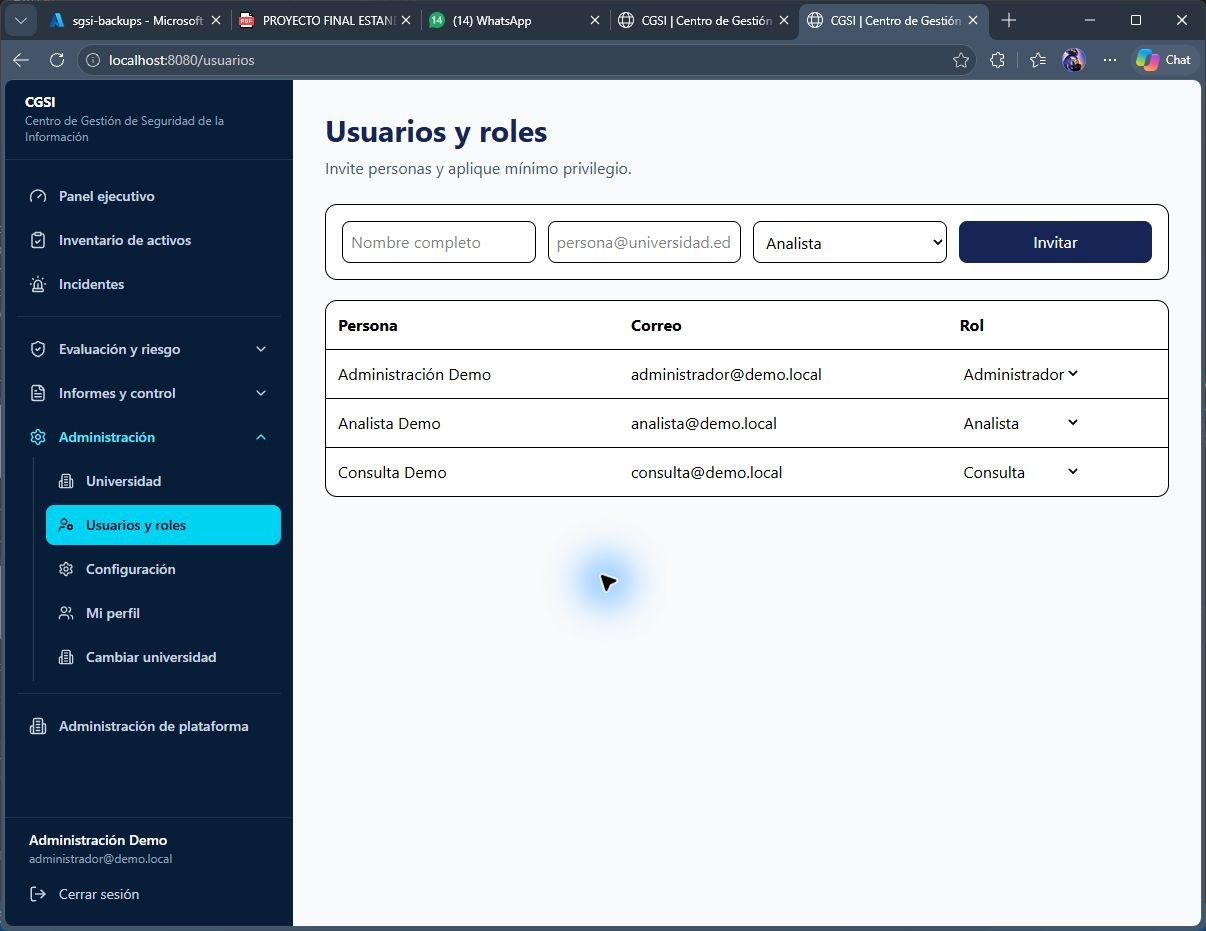 sgsi-backups - Microsoft
PROYECTO FINAL ESTAN
14 (14) WhatsApp
CGSI | Centro de Gestión
CGSI | Centro de Gestión
localhost:8080/usuarios
Chat
CGSI
Centro de Gestión de Seguridad de la
Información
Panel ejecutivo
Inventario de activos
Incidentes
Evaluación y riesgo
Informes y control
Administración
Universidad
Usuarios y roles
Configuración
Mi perfil
Cambiar universidad
Administración de plataforma
Administración Demo
administrador@demo.local
Cerrar sesión
Usuarios y roles
Invite personas y aplique mínimo privilegio.
Nombre completo persona@universidad.ed Analista Invitar
Persona Correo Rol
Administración Demo administrador@demo.local Administrador
Analista Demo analista@demo.local Analista
Consulta Demo consulta@demo.local Consulta